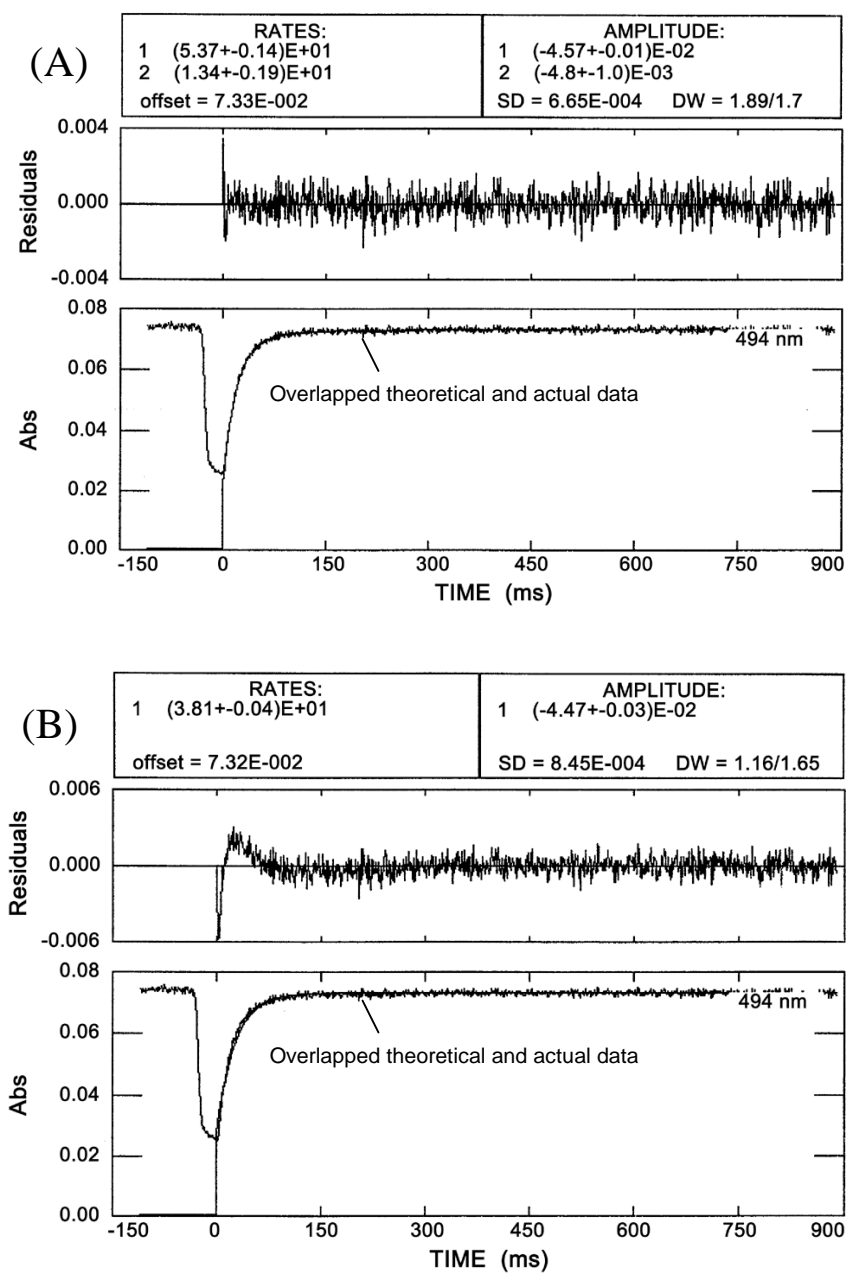 (A)
RATES:
1 (5.37+-0.14)E+01
2 (1.34+-0.19)E+01
offset = 7.33E-002
AMPLITUDE:
1 (-4.57+-0.01)E-02
2 (-4.8+-1.0)E-03
SD = 6.65E-004 DW = 1.89/1.7
0.004
0.000
-0.004
Residuals
0.08
0.06
0.04
0.02
0.00
Abs
494 nm
Overlapped theoretical and actual data
-150 0 150 300 450 600 750 900
TIME (ms)
(B)
RATES:
1 (3.81+-0.04)E+01
offset = 7.32E-002
AMPLITUDE:
1 (-4.47+-0.03)E-02
SD = 8.45E-004 DW = 1.16/1.65
0.006
0.000
-0.006
Residuals
0.08
0.06
0.04
0.02
0.00
Abs
494 nm
Overlapped theoretical and actual data
-150 0 150 300 450 600 750 900
TIME (ms)